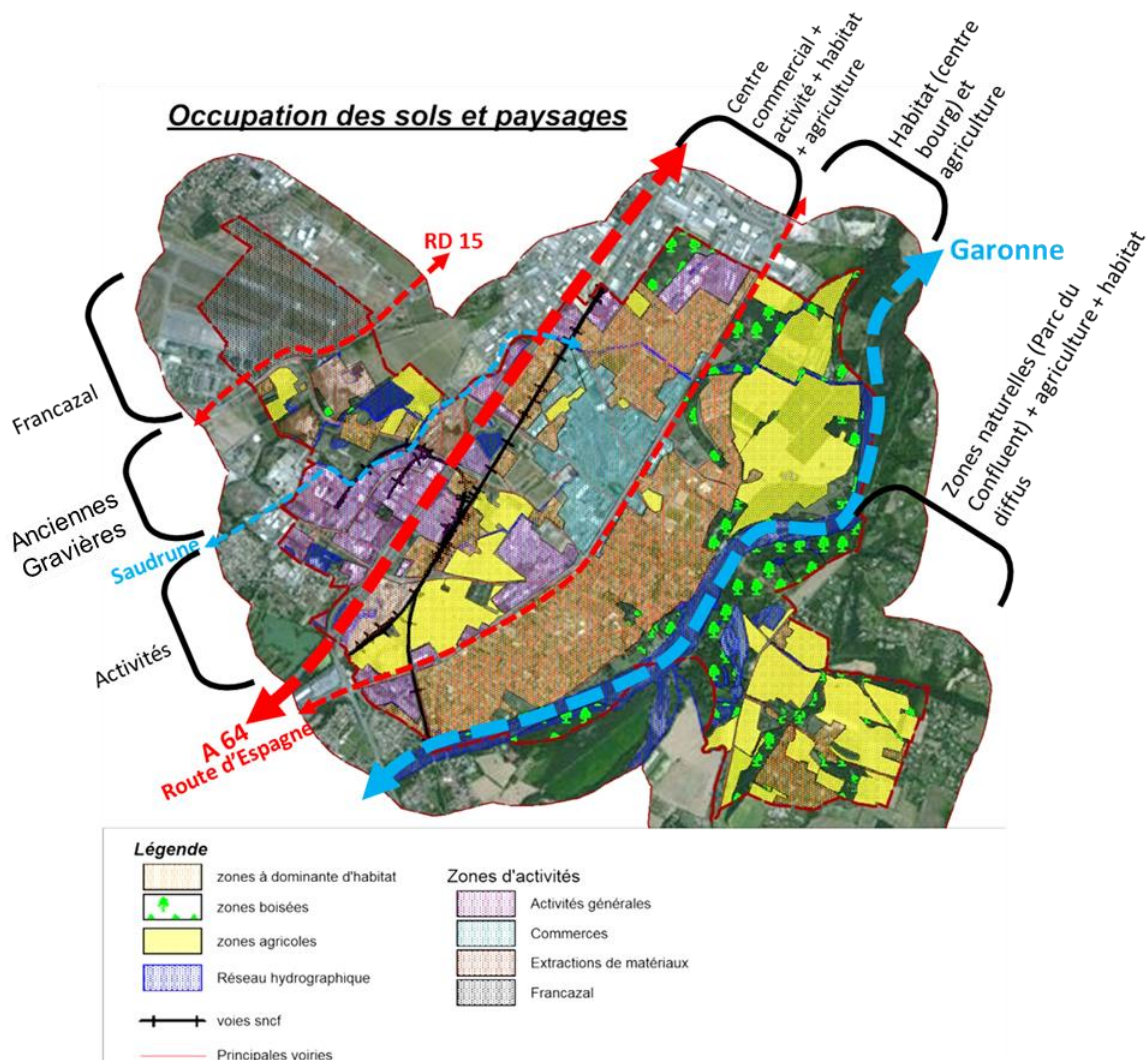 Occupation des sols et paysages
Centre
commercial +
activité + habitat
+ agriculture
Habitat (centre
bourg) et
agriculture
RD 15
Garonne
Zones naturelles (Parc du
Confluent) + agriculture + habitat
diffus
Francazal
Anciennes
Gravières
Saudrune
Activités
A 64
Route d'Espagne
Légende
zones à dominante d'habitat
zones boisées
zones agricoles
Réseau hydrographique
voies sncf
Principales voiries
Zones d'activités
Activités générales
Commerces
Extractions de matériaux
Francazal